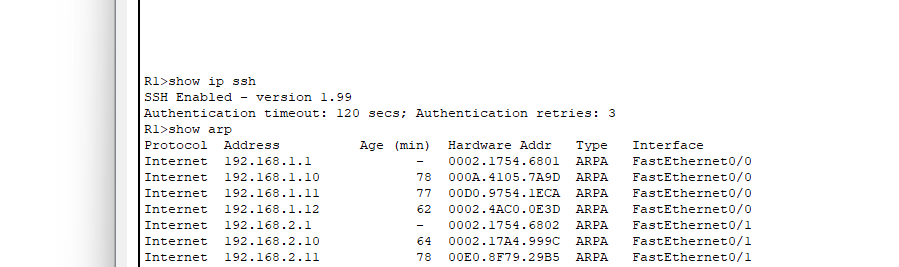 R1>show ip ssh
SSH Enabled - version 1.99
Authentication timeout: 120 secs; Authentication retries: 3
R1>show arp
Protocol  Address          Age (min)  Hardware Addr   Type   Interface
Internet  192.168.1.1             -   0002.1754.6801  ARPA   FastEthernet0/0
Internet  192.168.1.10            78  000A.4105.7A9D  ARPA   FastEthernet0/0
Internet  192.168.1.11            77  00D0.9754.1ECA  ARPA   FastEthernet0/0
Internet  192.168.1.12            62  0002.4AC0.0E3D  ARPA   FastEthernet0/0
Internet  192.168.2.1             -   0002.1754.6802  ARPA   FastEthernet0/1
Internet  192.168.2.10            64  0002.17A4.999C  ARPA   FastEthernet0/1
Internet  192.168.2.11            78  00E0.8F79.29B5  ARPA   FastEthernet0/1